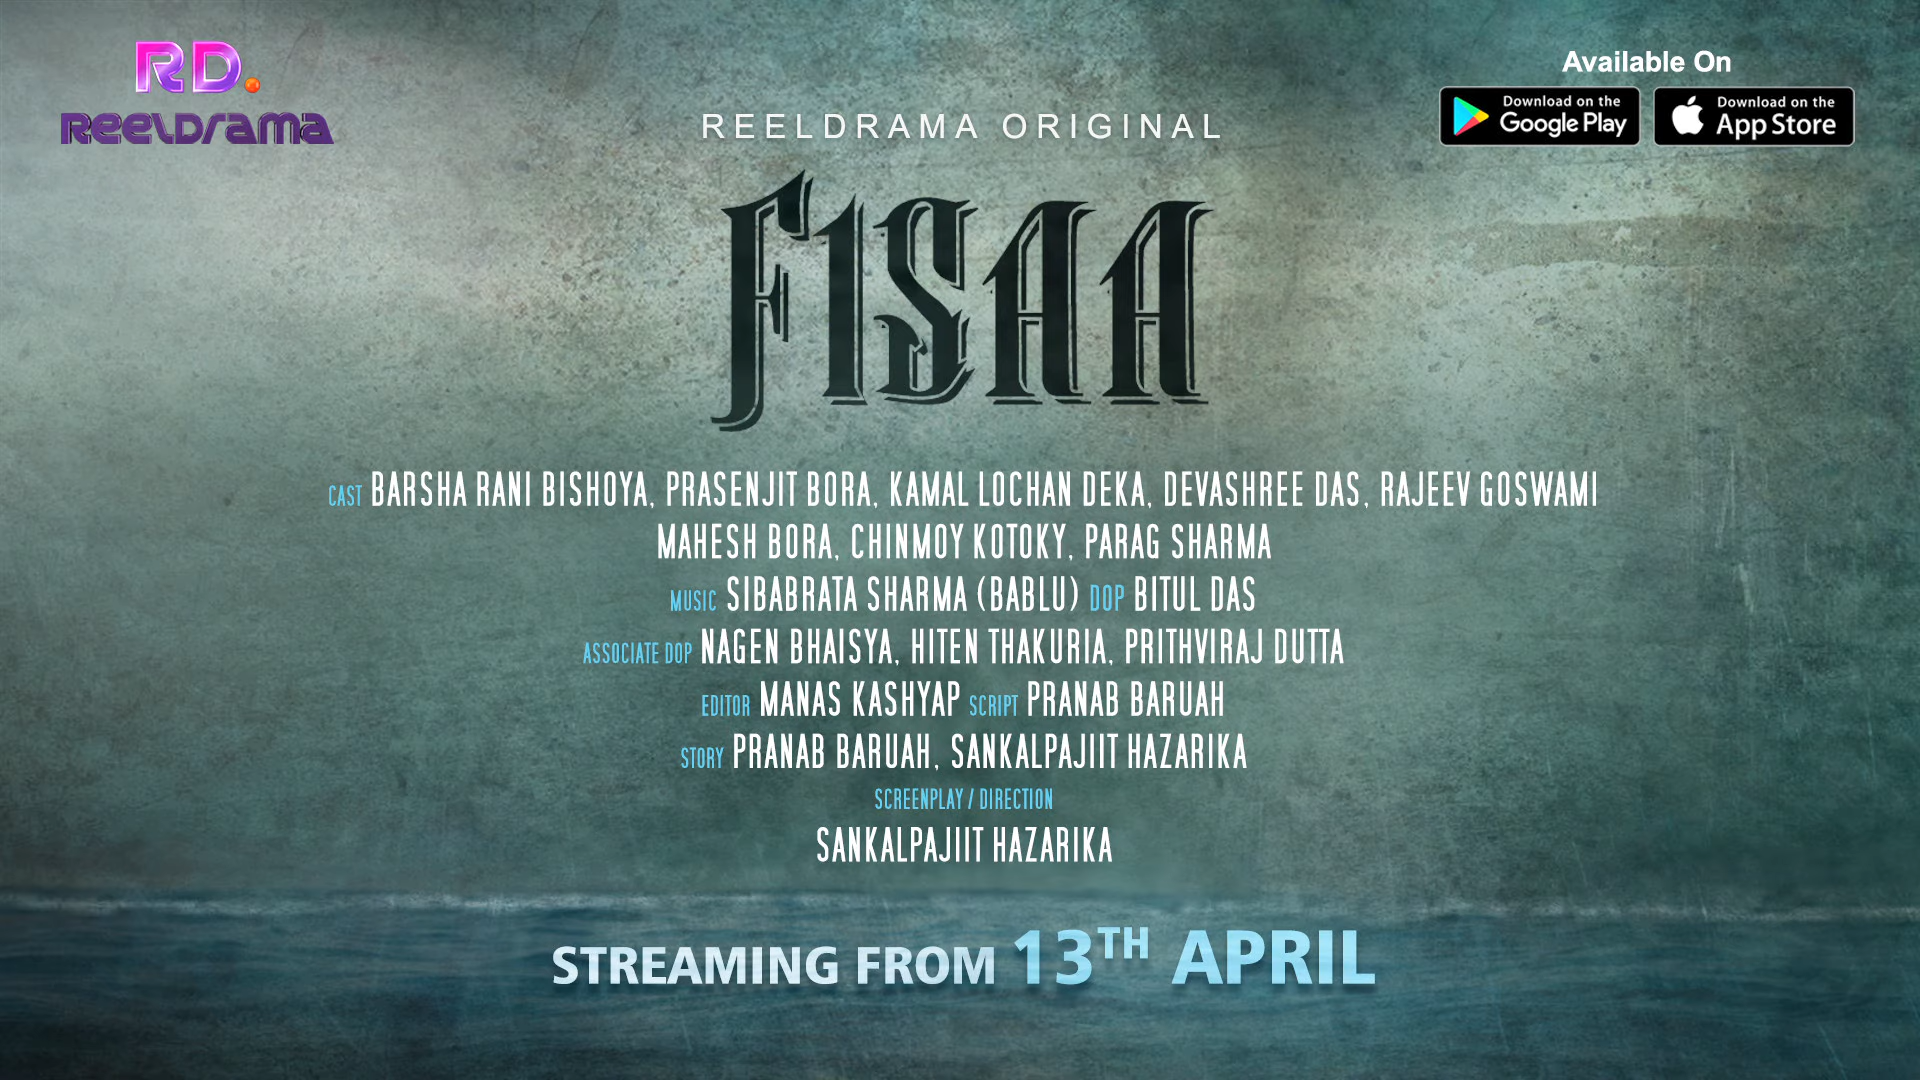 RD.
REELDRAMA
Available On
Download on the
Google Play
Download on the
App Store
REELDRAMA ORIGINAL
FISAA
CAST BARSHA RANI BISHOYA, PRASENJIT BORA, KAMAL LOCHAN DEKA, DEVASHREE DAS, RAJEEV GOSWAMI
MAHESH BORA, CHINMOY KOTOKY, PARAG SHARMA
MUSIC SIBABRATA SHARMA (BABLU) DOP BITUL DAS
ASSOCIATE DOP NAGEN BHAISYA, HITEN THAKURIA, PRITHVIRAJ DUTTA
EDITOR MANAS KASHYAP SCRIPT PRANAB BARUAH
STORY PRANAB BARUAH, SANKALPAJIIT HAZARIKA
SCREENPLAY / DIRECTION
SANKALPAJIIT HAZARIKA
STREAMING FROM 13TH APRIL